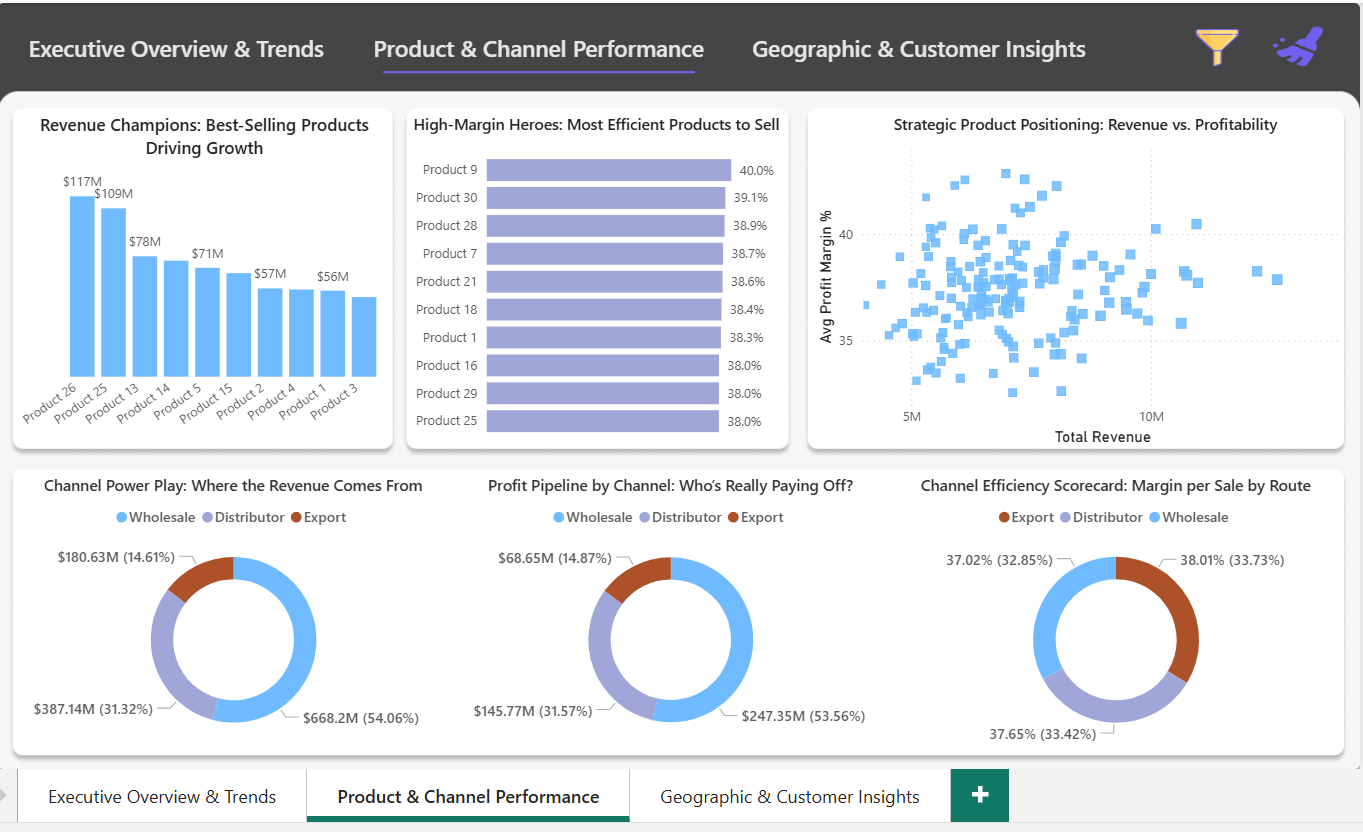 Executive Overview & Trends
Product & Channel Performance
Geographic & Customer Insights
Revenue Champions: Best-Selling Products
Driving Growth
$117M
$109M
$78M
$71M
$57M
$56M
Product 26
Product 25
Product 13
Product 14
Product 5
Product 15
Product 2
Product 4
Product 1
Product 3
High-Margin Heroes: Most Efficient Products to Sell
Product 9 40.0%
Product 30 39.1%
Product 28 38.9%
Product 7 38.7%
Product 21 38.6%
Product 18 38.4%
Product 1 38.3%
Product 16 38.0%
Product 29 38.0%
Product 25 38.0%
Strategic Product Positioning: Revenue vs. Profitability
Avg Profit Margin %
40
35
5M 10M
Total Revenue
Channel Power Play: Where the Revenue Comes From
Wholesale Distributor Export
$180.63M (14.61%)
$387.14M (31.32%)
$668.2M (54.06%)
Profit Pipeline by Channel: Who’s Really Paying Off?
Wholesale Distributor Export
$68.65M (14.87%)
$145.77M (31.57%)
$247.35M (53.56%)
Channel Efficiency Scorecard: Margin per Sale by Route
Export Distributor Wholesale
37.02% (32.85%)
38.01% (33.73%)
37.65% (33.42%)
Executive Overview & Trends
Product & Channel Performance
Geographic & Customer Insights
+